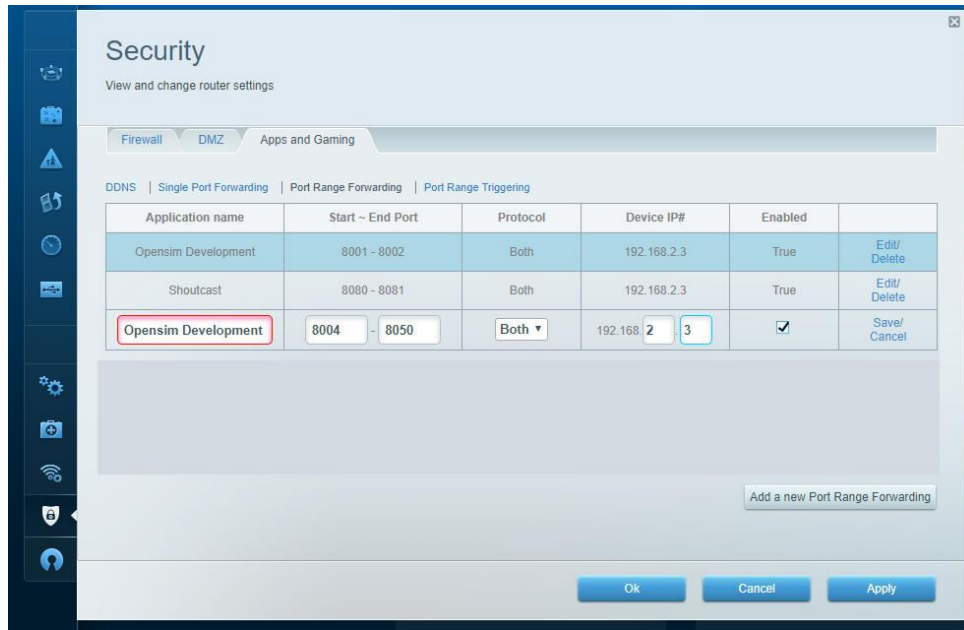 Security
View and change router settings
Firewall DMZ Apps and Gaming
DDNS | Single Port Forwarding | Port Range Forwarding | Port Range Triggering
Application name Start ~ End Port Protocol Device IP# Enabled
Opensim Development 8001 - 8002 Both 192.168.2.3 True Edit/
Delete
Shoutcast 8080 - 8081 Both 192.168.2.3 True Edit/
Delete
Opensim Development 8004 - 8050 Both 192.168. 2 . 3 Save/
Cancel
Add a new Port Range Forwarding
Ok Cancel Apply